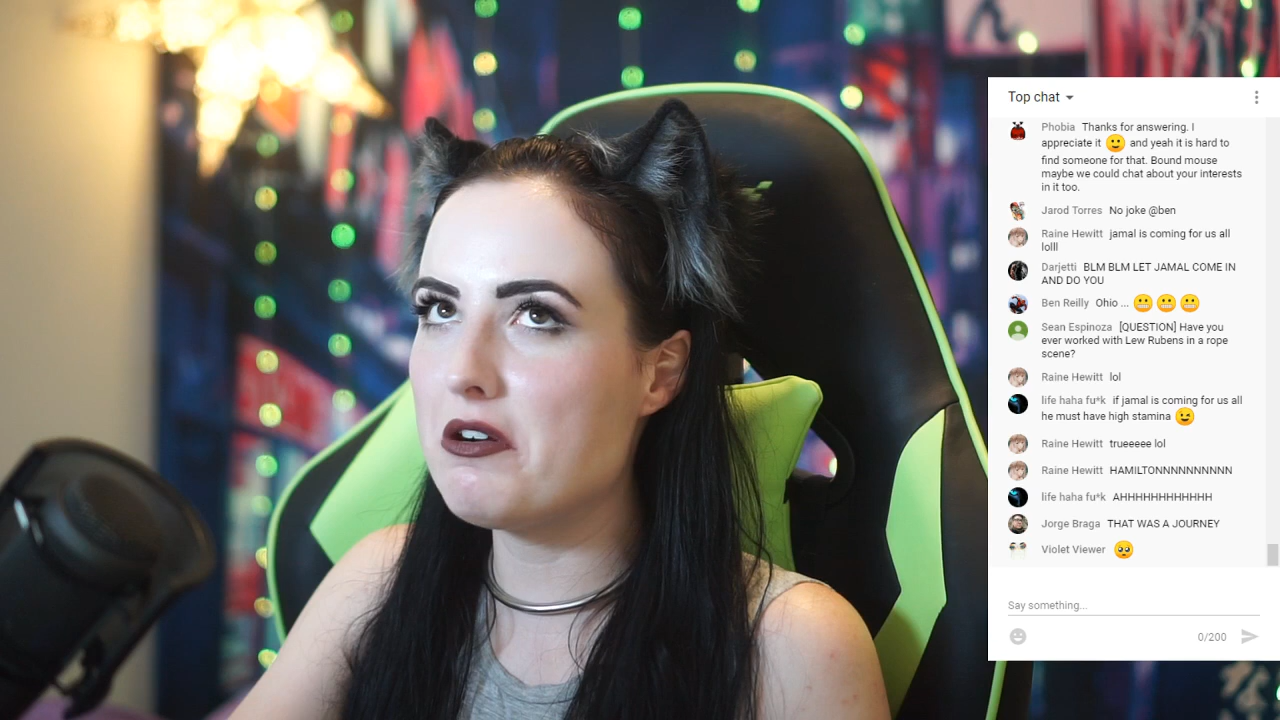 Top chat
Phobia Thanks for answering. I
appreciate it 🙂 and yeah it is hard to
find someone for that. Bound mouse
maybe we could chat about your interests
in it too.
Jarod Torres No joke @ben
Raine Hewitt jamal is coming for us all
lolll
Darjetti BLM BLM LET JAMAL COME IN
AND DO YOU
Ben Reilly Ohio ... 😬 😬 😬
Sean Espinoza [QUESTION] Have you
ever worked with Lew Rubens in a rope
scene?
Raine Hewitt lol
life haha fu*k if jamal is coming for us all
he must have high stamina 😉
Raine Hewitt trueeeee lol
Raine Hewitt HAMILTONNNNNNNNNN
life haha fu*k AHHHHHHHHHHHH
Jorge Braga THAT WAS A JOURNEY
Violet Viewer 🥺
Say something...
0/200